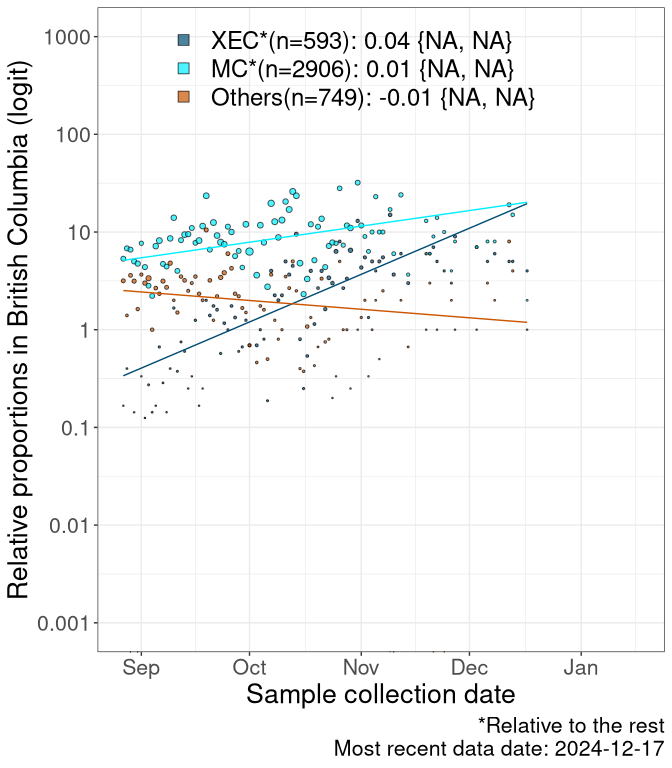 Relative proportions in British Columbia (logit)
1000
100
10
1
0.1
0.01
0.001
XEC*(n=593): 0.04 {NA, NA}
MC*(n=2906): 0.01 {NA, NA}
Others(n=749): -0.01 {NA, NA}
Sep Oct Nov Dec Jan
Sample collection date
*Relative to the rest
Most recent data date: 2024-12-17